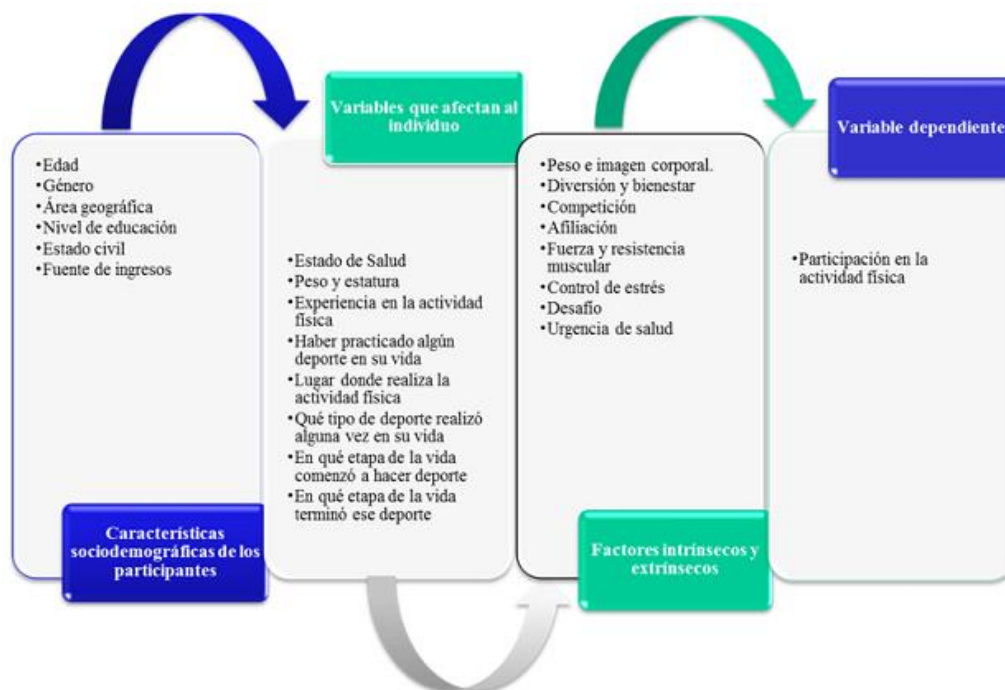 •Edad
•Género
•Área geográfica
•Nivel de educación
•Estado civil
•Fuente de ingresos
Características
sociodemográficas de los
participantes
Variables que afectan al
individuo
•Estado de Salud
•Peso y estatura
•Experiencia en la actividad
física
•Haber practicado algún
deporte en su vida
•Lugar donde realiza la
actividad física
•Qué tipo de deporte realizó
alguna vez en su vida
•En qué etapa de la vida
comenzó a hacer deporte
•En qué etapa de la vida
terminó ese deporte
•Peso e imagen corporal.
•Diversión y bienestar
•Competición
•Afiliación
•Fuerza y resistencia
muscular
•Control de estrés
•Desafío
•Urgencia de salud
Factores intrínsecos y
extrínsecos
Variable dependiente
•Participación en la
actividad física